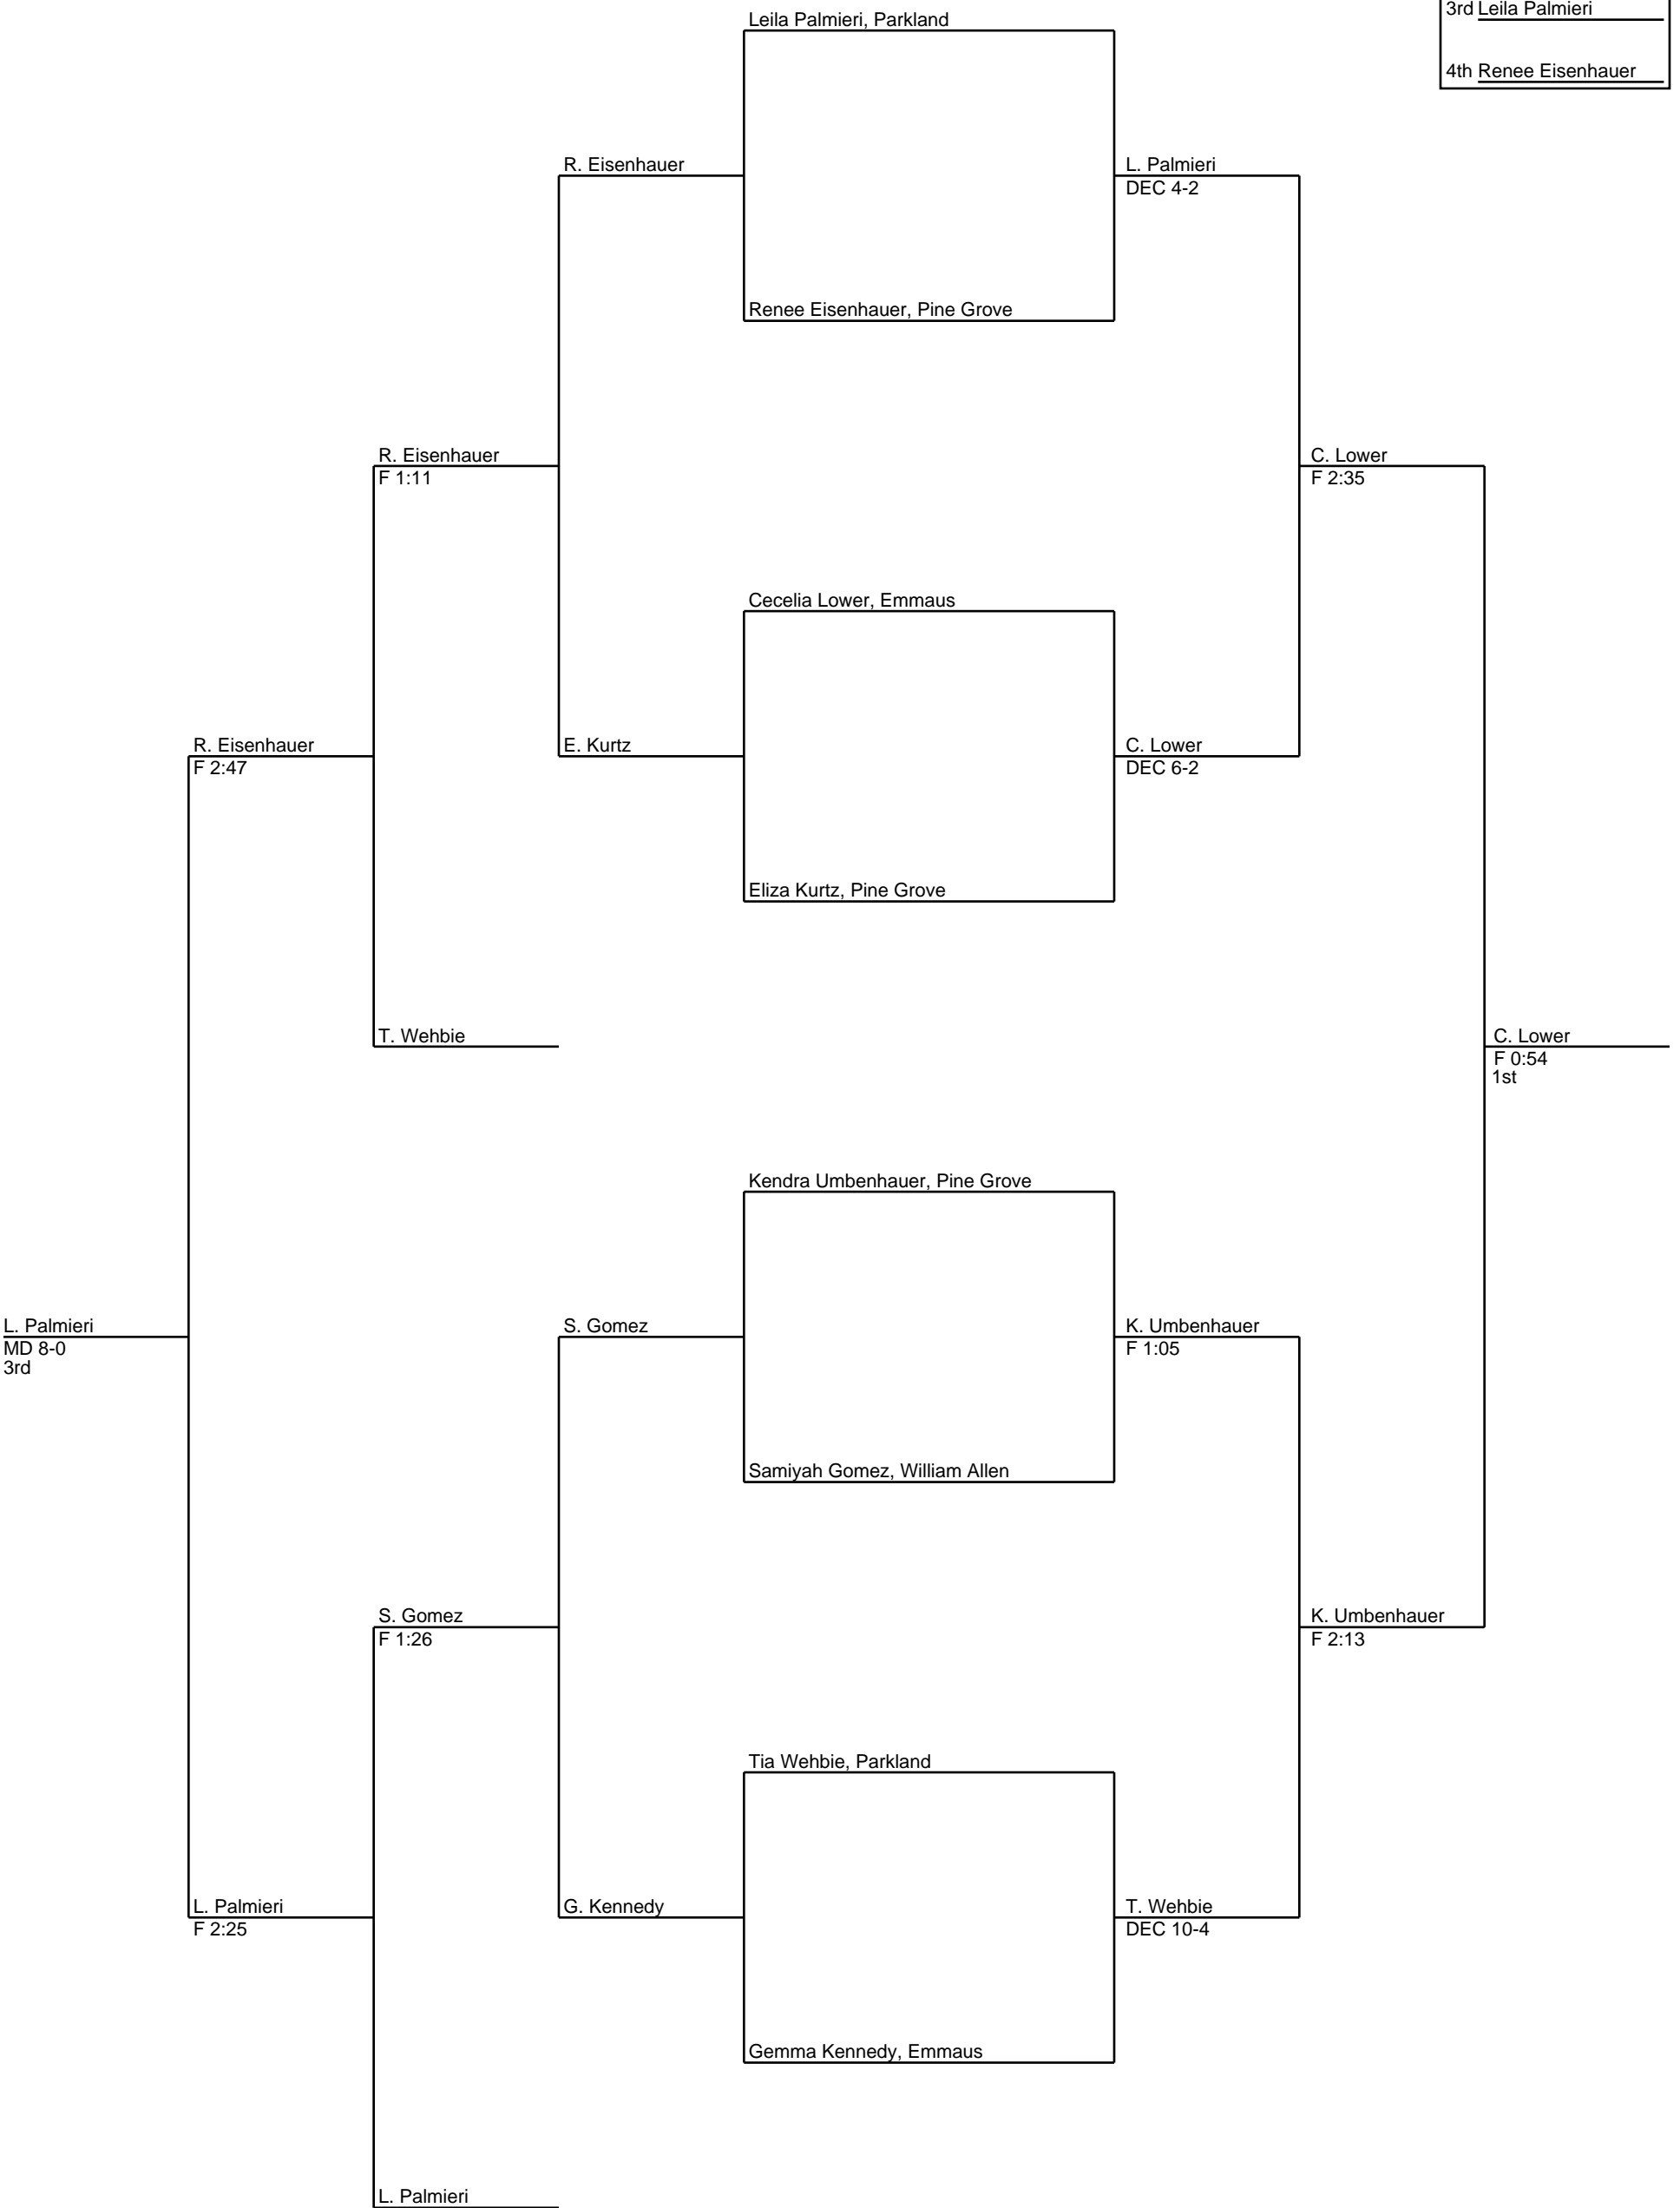 3rd Leila Palmieri
Leila Palmieri, Parkland
4th Renee Eisenhauer
R. Eisenhauer
L. Palmieri
DEC 4-2
Renee Eisenhauer, Pine Grove
R. Eisenhauer
F 1:11
C. Lower
F 2:35
Cecelia Lower, Emmaus
R. Eisenhauer
F 2:47
E. Kurtz
C. Lower
DEC 6-2
Eliza Kurtz, Pine Grove
T. Wehbie
C. Lower
F 0:54
1st
Kendra Umbenhauer, Pine Grove
L. Palmieri
MD 8-0
3rd
S. Gomez
K. Umbenhauer
F 1:05
Samiyah Gomez, William Allen
S. Gomez
F 1:26
K. Umbenhauer
F 2:13
Tia Wehbie, Parkland
L. Palmieri
F 2:25
G. Kennedy
T. Wehbie
DEC 10-4
Gemma Kennedy, Emmaus
L. Palmieri